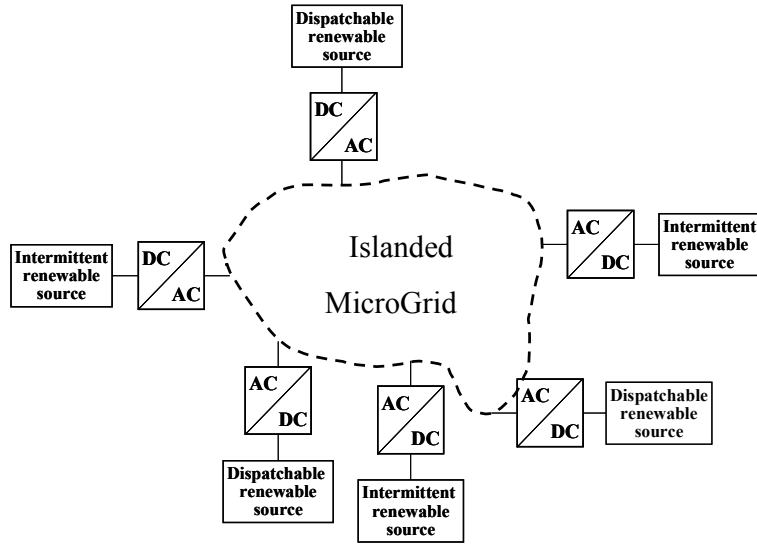 Dispatchable
renewable
source
DC
AC
Islanded
MicroGrid
AC
DC
Intermittent
renewable
source
Intermittent
renewable
source
DC
AC
AC
DC
Dispatchable
renewable
source
AC
DC
Intermittent
renewable
source
AC
DC
Dispatchable
renewable
source